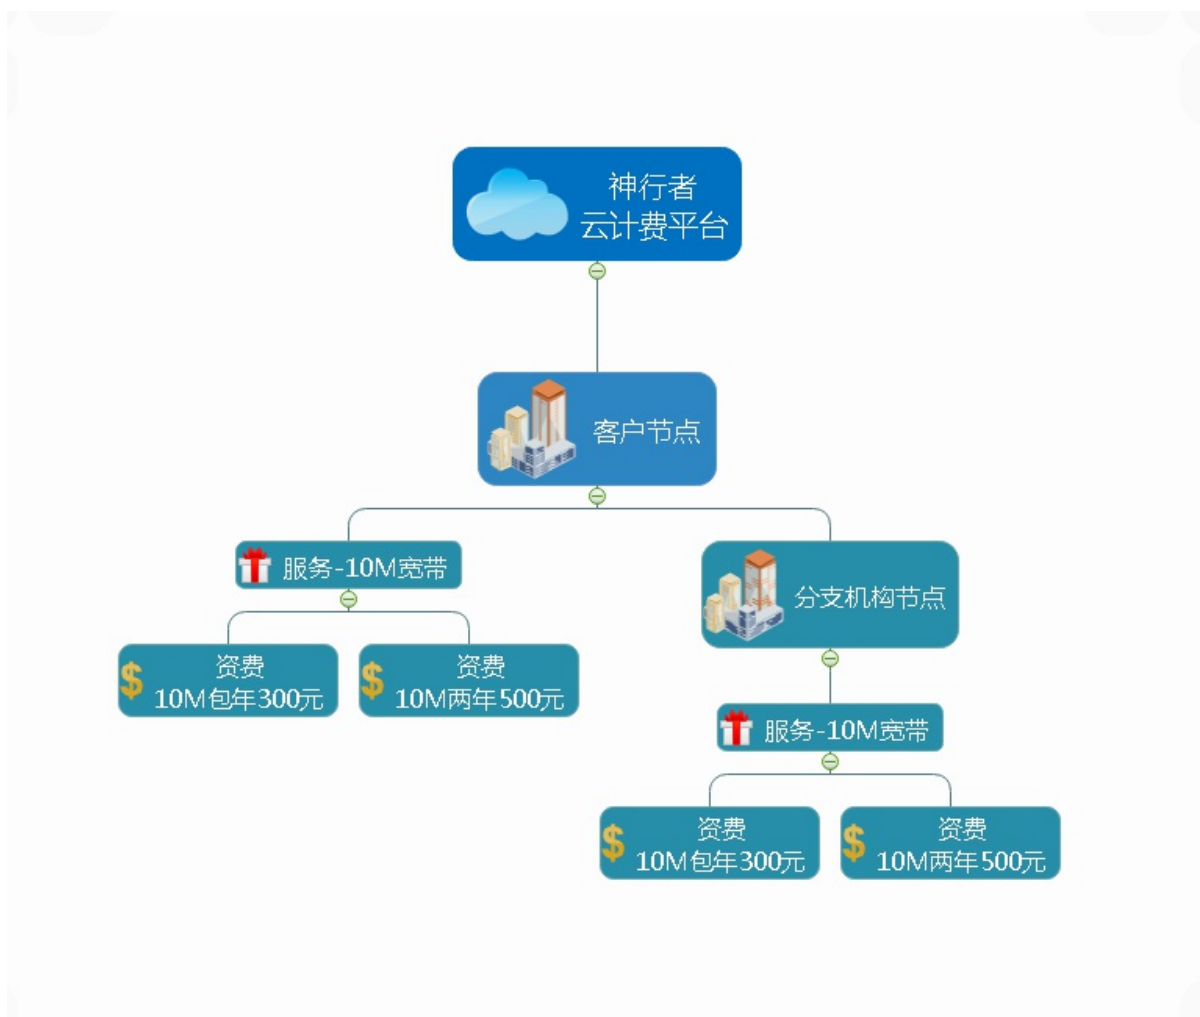 神行者
云计费平台
客户节点
服务-10M宽带
分支机构节点
资费
10M包年300元
资费
10M两年500元
服务-10M宽带
资费
10M包年300元
资费
10M两年500元